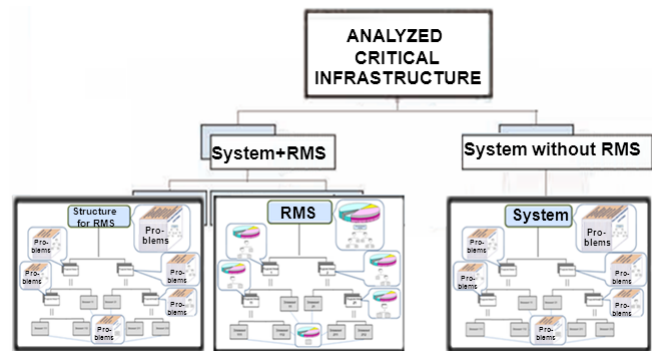 ANALYZED
CRITICAL
INFRASTRUCTURE
System+RMS
System without RMS
Structure
for RMS
Pro-
blems
Pro-
blems
Pro-
blems
Pro-
blems
Pro-
blems
Pro-
blems
RMS
System
Pro-
blems
Pro-
blems
Pro-
blems
Pro-
blems
Pro-
blems
Pro-
blems